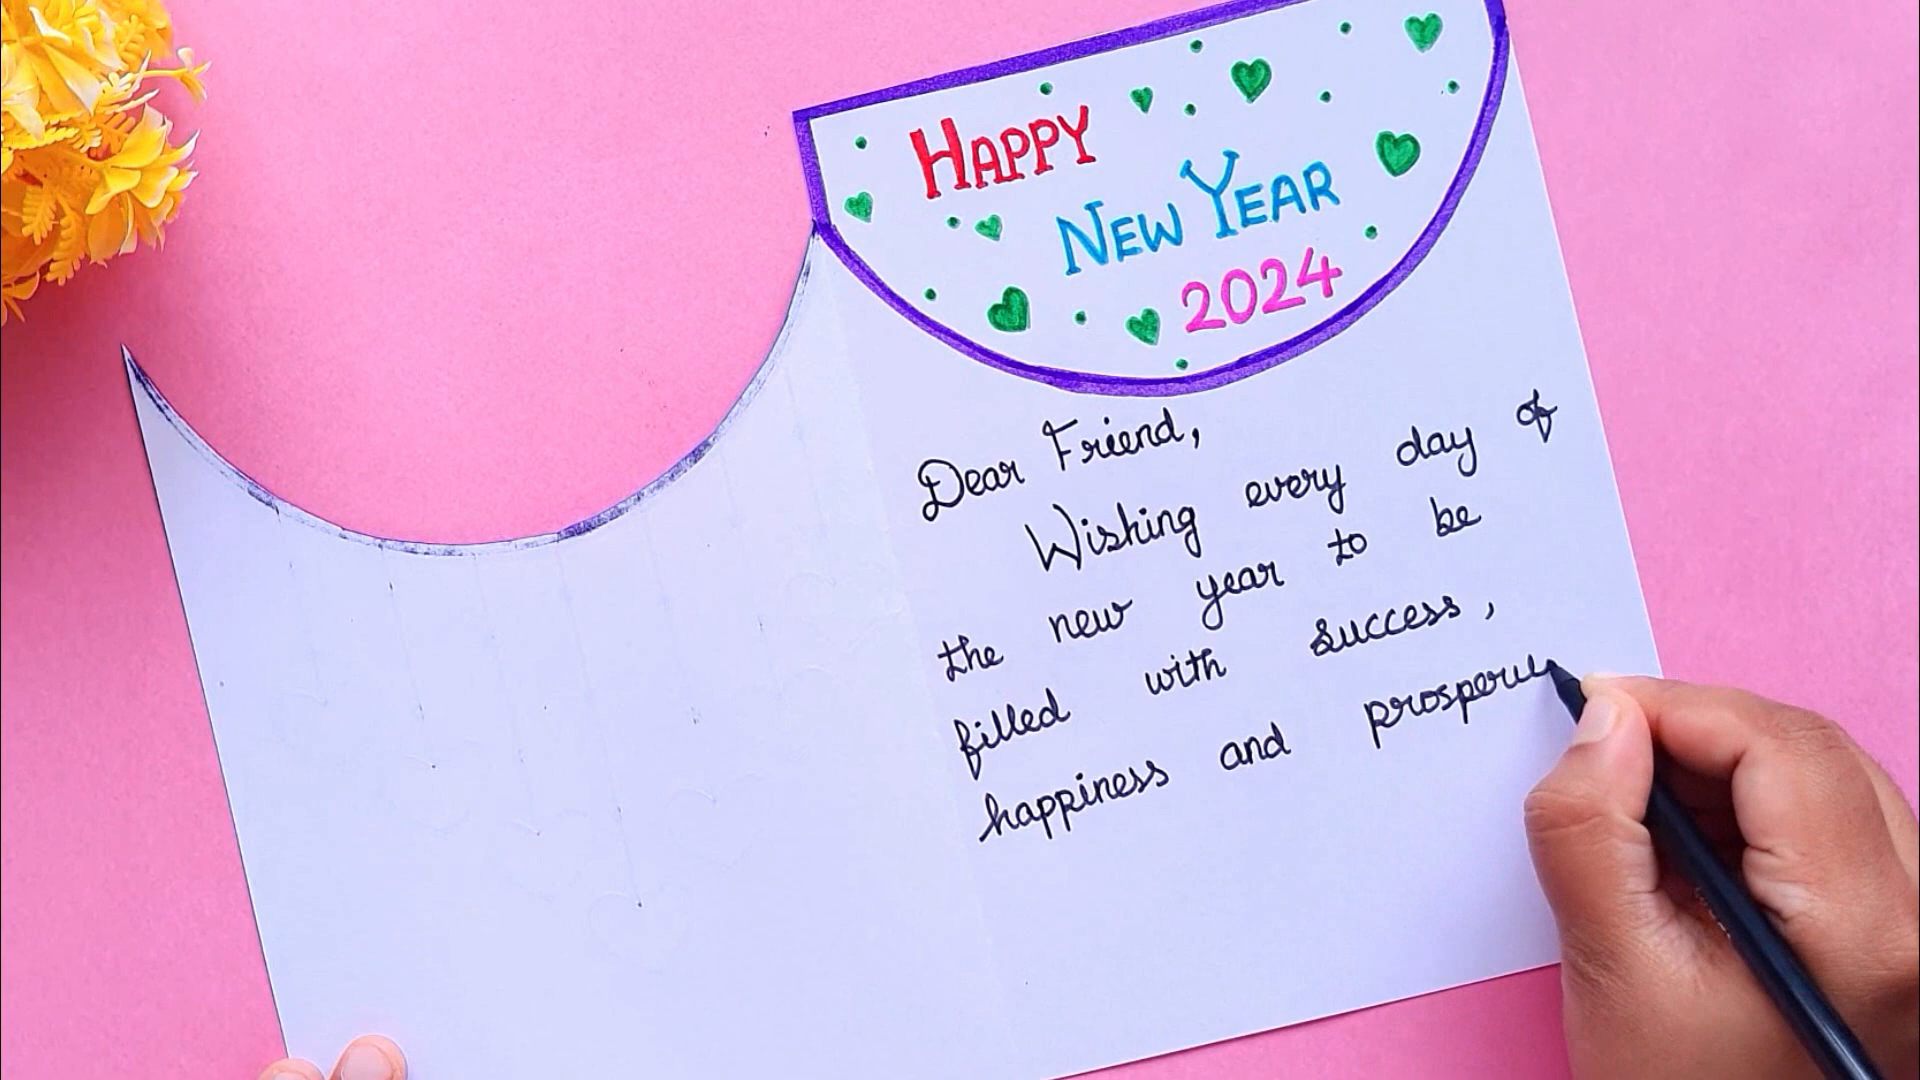 HAPPY
NEW YEAR
2024
Dear Friend,
Wishing every day of
the new year to be
filled with success,
happiness and prosperi